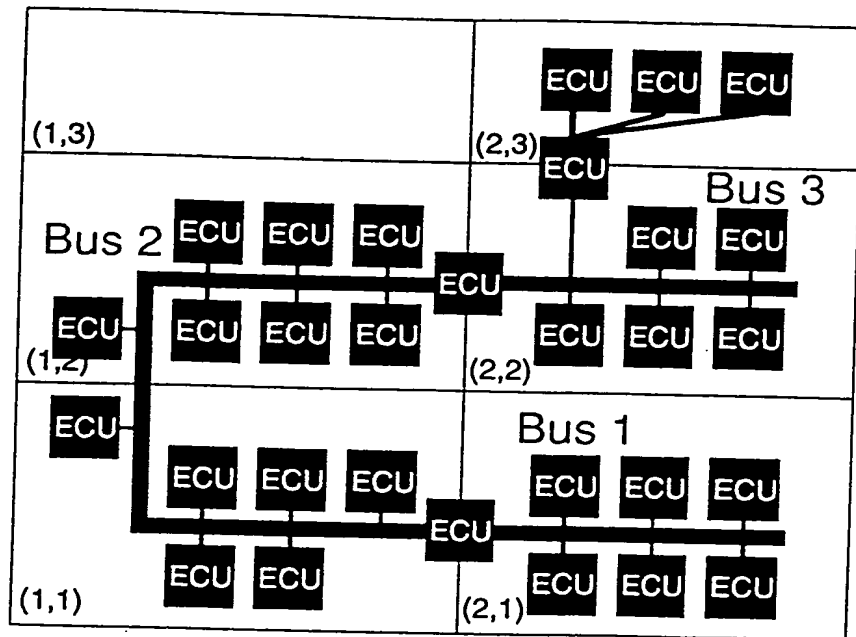 ECU ECU ECU
(1,3) (2,3)
ECU
Bus 3
ECU ECU ECU ECU ECU
Bus 2
ECU
ECU ECU ECU ECU ECU ECU ECU
(1,2) (2,2)
ECU
Bus 1
ECU ECU ECU ECU ECU ECU
ECU
ECU ECU ECU ECU ECU
(1,1) (2,1)